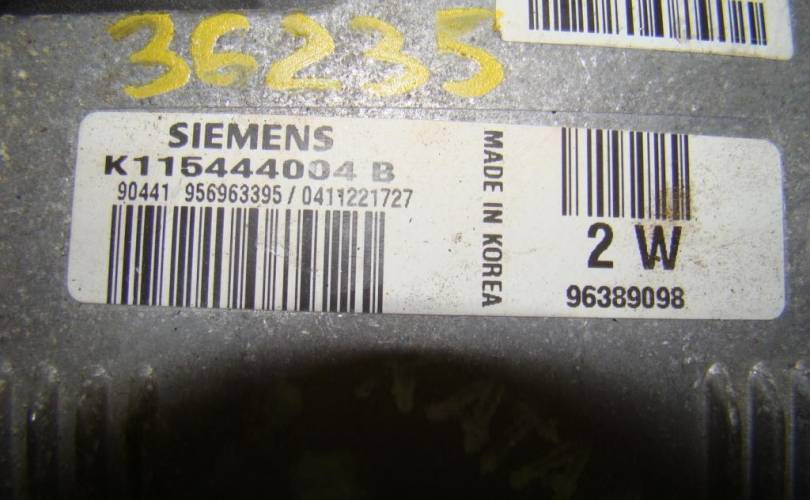 36235
SIEMENS
K115444004 B
90441 956963395 / 0411221727
MADE IN KOREA
2 W
96389098